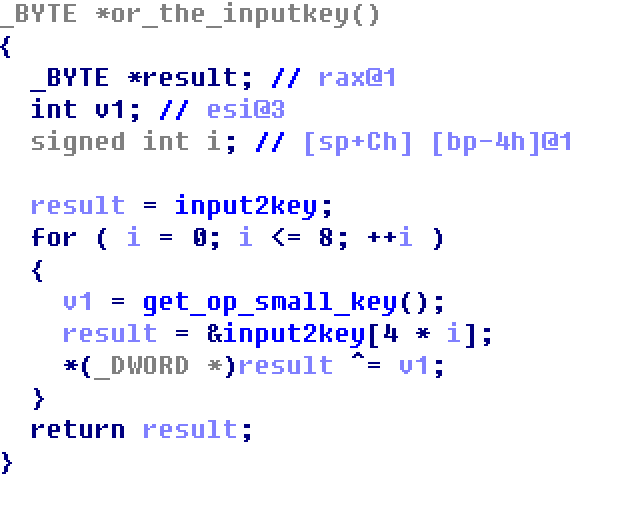 _BYTE *or_the_inputkey()
{
  _BYTE *result; // rax@1
  int v1; // esi@3
  signed int i; // [sp+Ch] [bp-4h]@1

  result = input2key;
  for ( i = 0; i <= 8; ++i )
  {
    v1 = get_op_small_key();
    result = &input2key[4 * i];
    *(_DWORD *)result ^= v1;
  }
  return result;
}